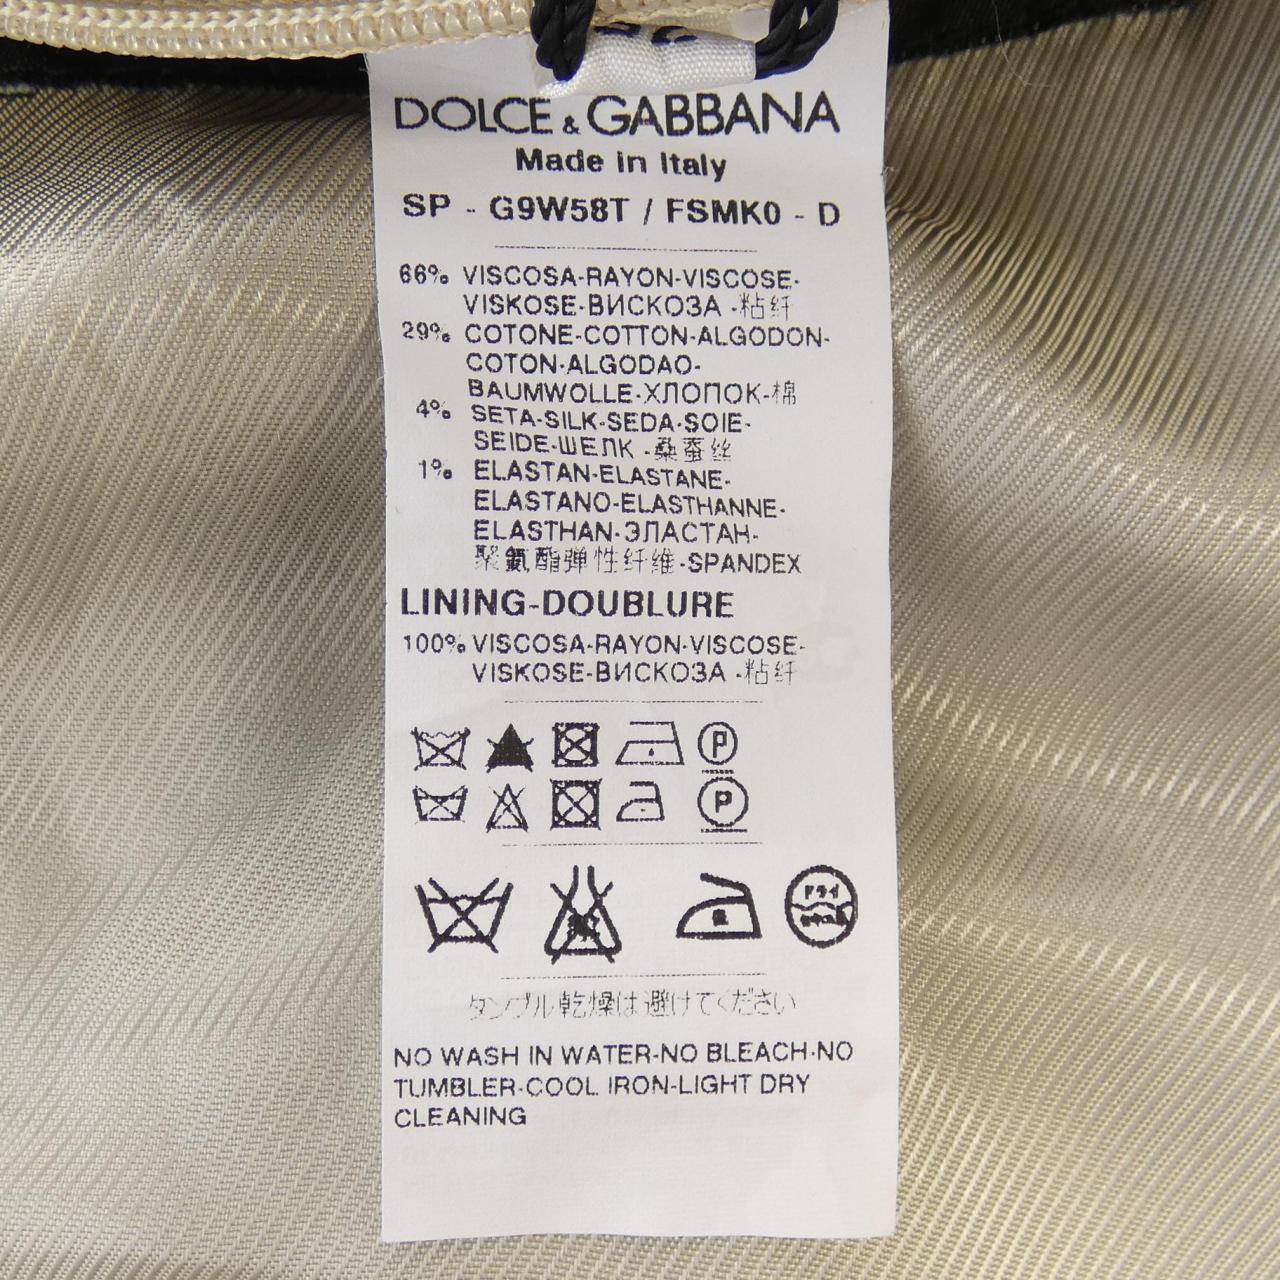 DOLCE & GABBANA
Made in Italy
SP - G9W58T / FSMK0 - D
66% VISCOSA-RAYON-VISCOSE-
VISKOSE-ВИСКОЗА -粘纤
29% COTONE-COTTON-ALGODON-
COTON-ALGODAO-
BAUMWOLLE-ХЛОПОК-棉
4% SETA-SILK-SEDA-SOIE-
SEIDE-ШЕЛК -桑蚕丝
1% ELASTAN-ELASTANE-
ELASTANO-ELASTHANNE-
ELASTHAN-ЭЛАСТАН-
聚氨酯弹性纤维-SPANDEX
LINING-DOUBLURE
100% VISCOSA-RAYON-VISCOSE-
VISKOSE-ВИСКОЗА -粘纤
P
P
ドライ
タンブル乾燥は避けてください
NO WASH IN WATER-NO BLEACH-NO
TUMBLER-COOL IRON-LIGHT DRY
CLEANING